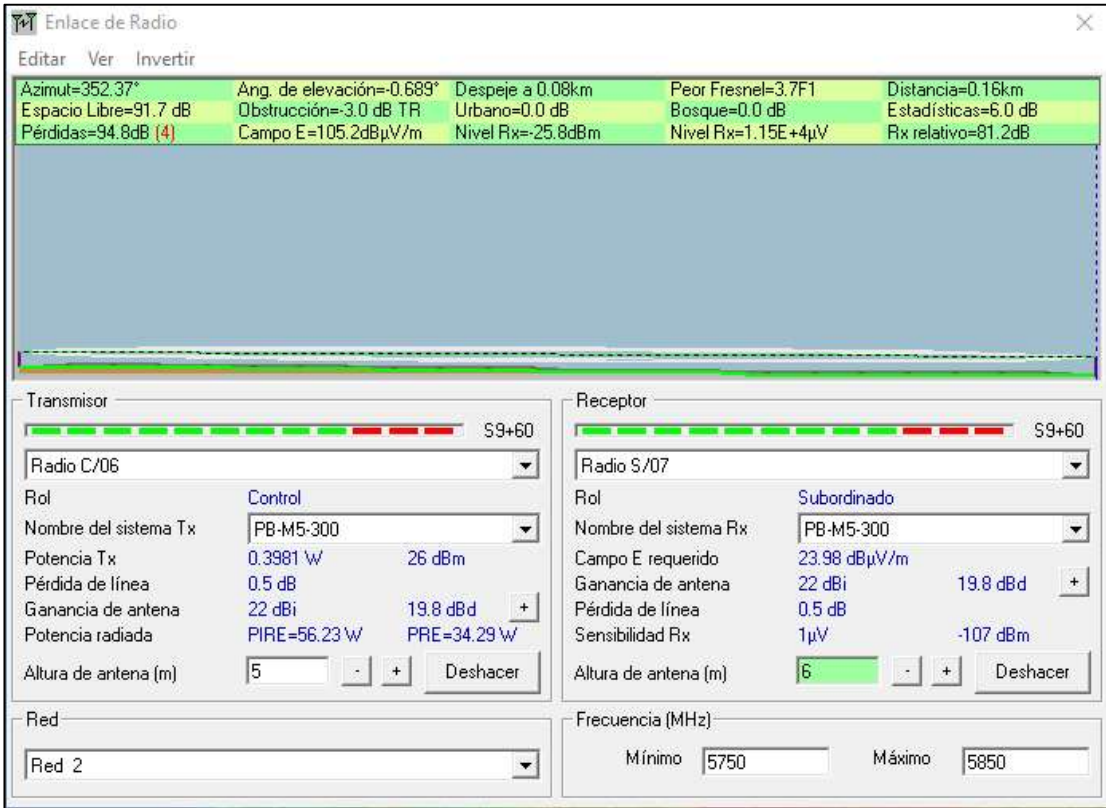 Enlace de Radio
Editar Ver Invertir
Azimut=352.37° Ang. de elevación=-0.689° Despeje a 0.08km Peor Fresnel=3.7F1 Distancia=0.16km
Espacio Libre=91.7 dB Obstrucción=-3.0 dB TR Urbano=0.0 dB Bosque=0.0 dB Estadísticas=6.0 dB
Pérdidas=94.8dB (4) Campo E=105.2dBµV/m Nivel Rx=-25.8dBm Nivel Rx=1.15E+4µV Rx relativo=81.2dB
Transmisor
S9+60
Radio C/06
Rol Control
Nombre del sistema Tx PB-M5-300
Potencia Tx 0.3981 W 26 dBm
Pérdida de línea 0.5 dB
Ganancia de antena 22 dBi 19.8 dBd +
Potencia radiada PIRE=56.23 W PRE=34.29 W
Altura de antena (m) 5 - + Deshacer
Red
Red 2
Receptor
S9+60
Radio S/07
Rol Subordinado
Nombre del sistema Rx PB-M5-300
Campo E requerido 23.98 dBµV/m
Ganancia de antena 22 dBi 19.8 dBd +
Pérdida de línea 0.5 dB
Sensibilidad Rx 1µV -107 dBm
Altura de antena (m) 6 - + Deshacer
Frecuencia (MHz)
Mínimo 5750 Máximo 5850